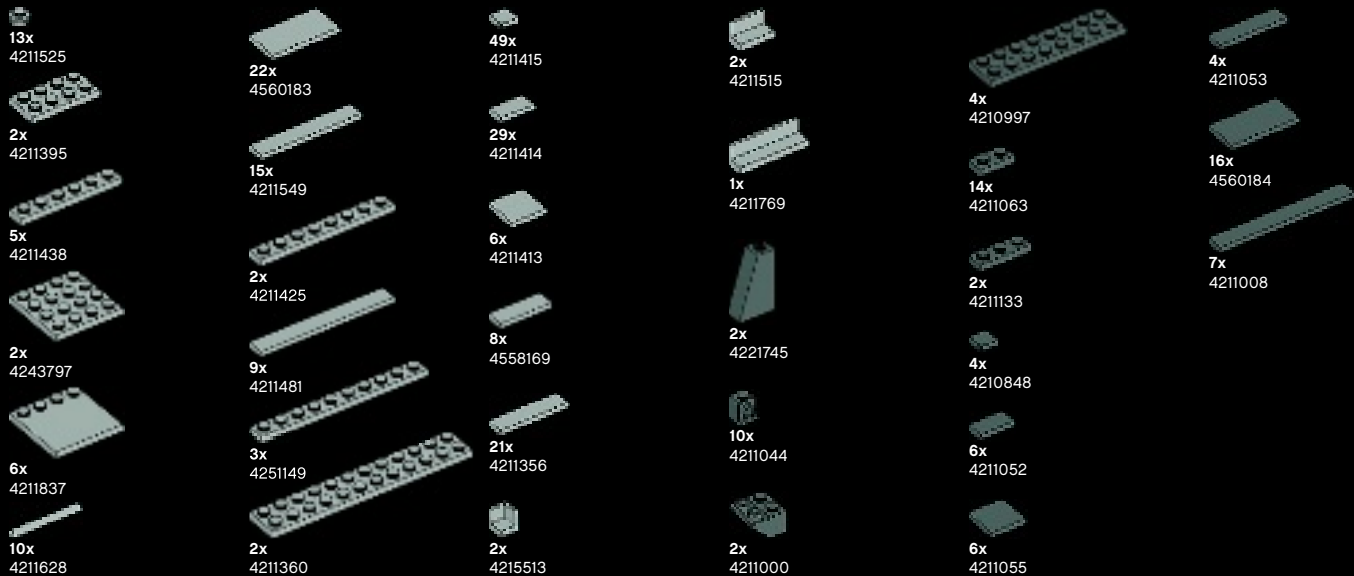 13x
4211525
2x
4211395
5x
4211438
2x
4243797
6x
4211837
10x
4211628
22x
4560183
15x
4211549
2x
4211425
9x
4211481
3x
4251149
2x
4211360
49x
4211415
29x
4211414
6x
4211413
8x
4558169
21x
4211356
2x
4215513
2x
4211515
1x
4211769
2x
4221745
10x
4211044
2x
4211000
4x
4210997
14x
4211063
2x
4211133
4x
4210848
6x
4211052
6x
4211055
4x
4211053
16x
4560184
7x
4211008